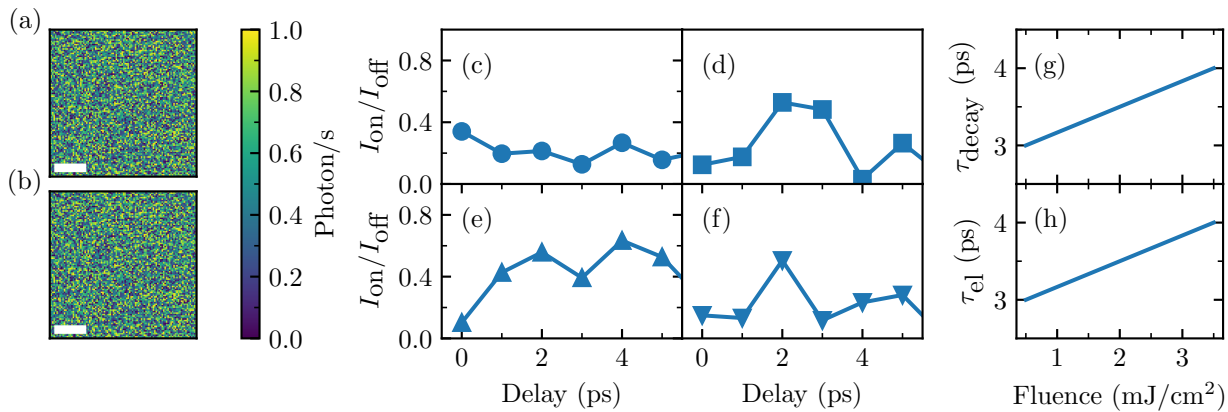 (a)
(b)
1.0
0.8
0.6
0.4
0.2
0.0
Photon/s
0.8
0.4
0.0
I_on/I_off
(c)
(d)
0.8
0.4
0.0
I_on/I_off
(e)
(f)
0 2 4
0 2 4
Delay (ps)
Delay (ps)
4
3
τ_decay (ps)
(g)
4
3
τ_el (ps)
(h)
1 2 3
Fluence (mJ/cm²)